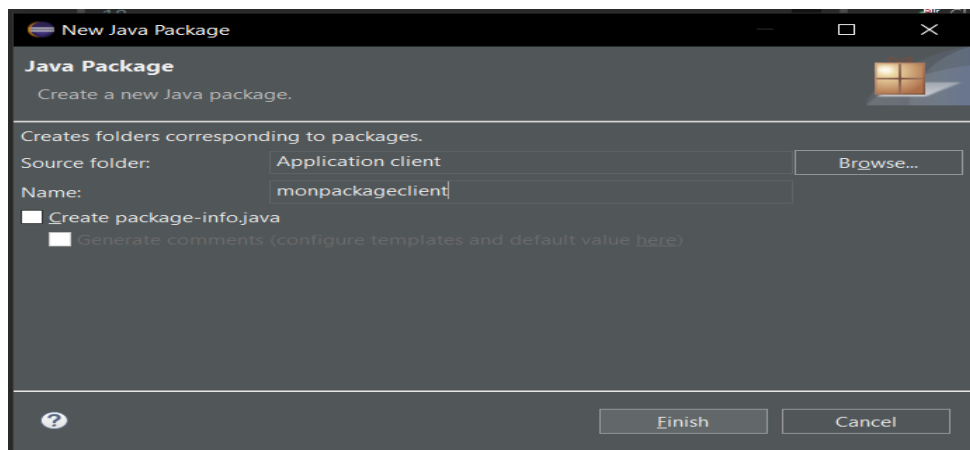 New Java Package
Java Package
Create a new Java package.
Creates folders corresponding to packages.
Source folder: Application client Browse...
Name: monpackageclient
Create package-info.java
Generate comments (configure templates and default value here)
Finish Cancel